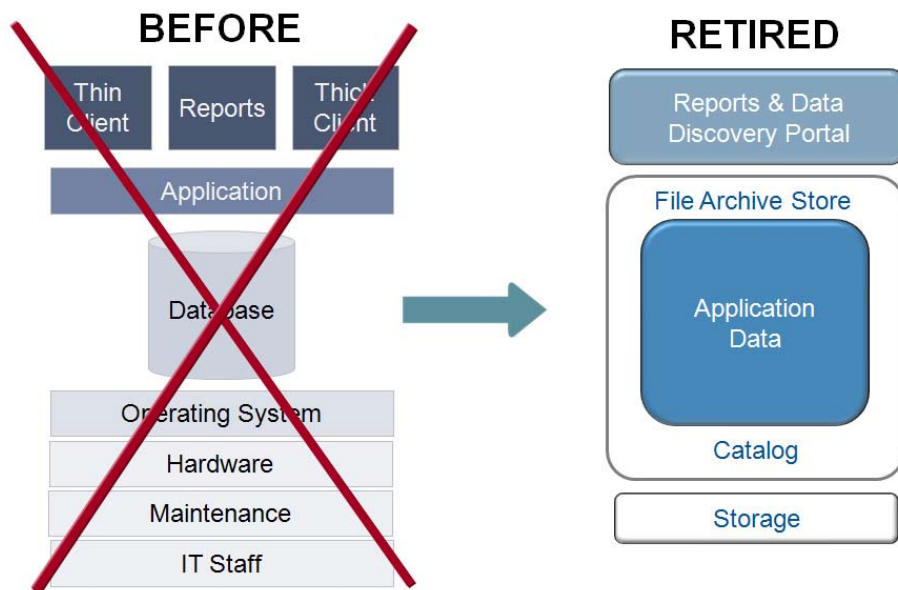 BEFORE
Thin
Client
Reports
Thick
Client
Application
Database
Operating System
Hardware
Maintenance
IT Staff
RETIRED
Reports & Data
Discovery Portal
File Archive Store
Application
Data
Catalog
Storage